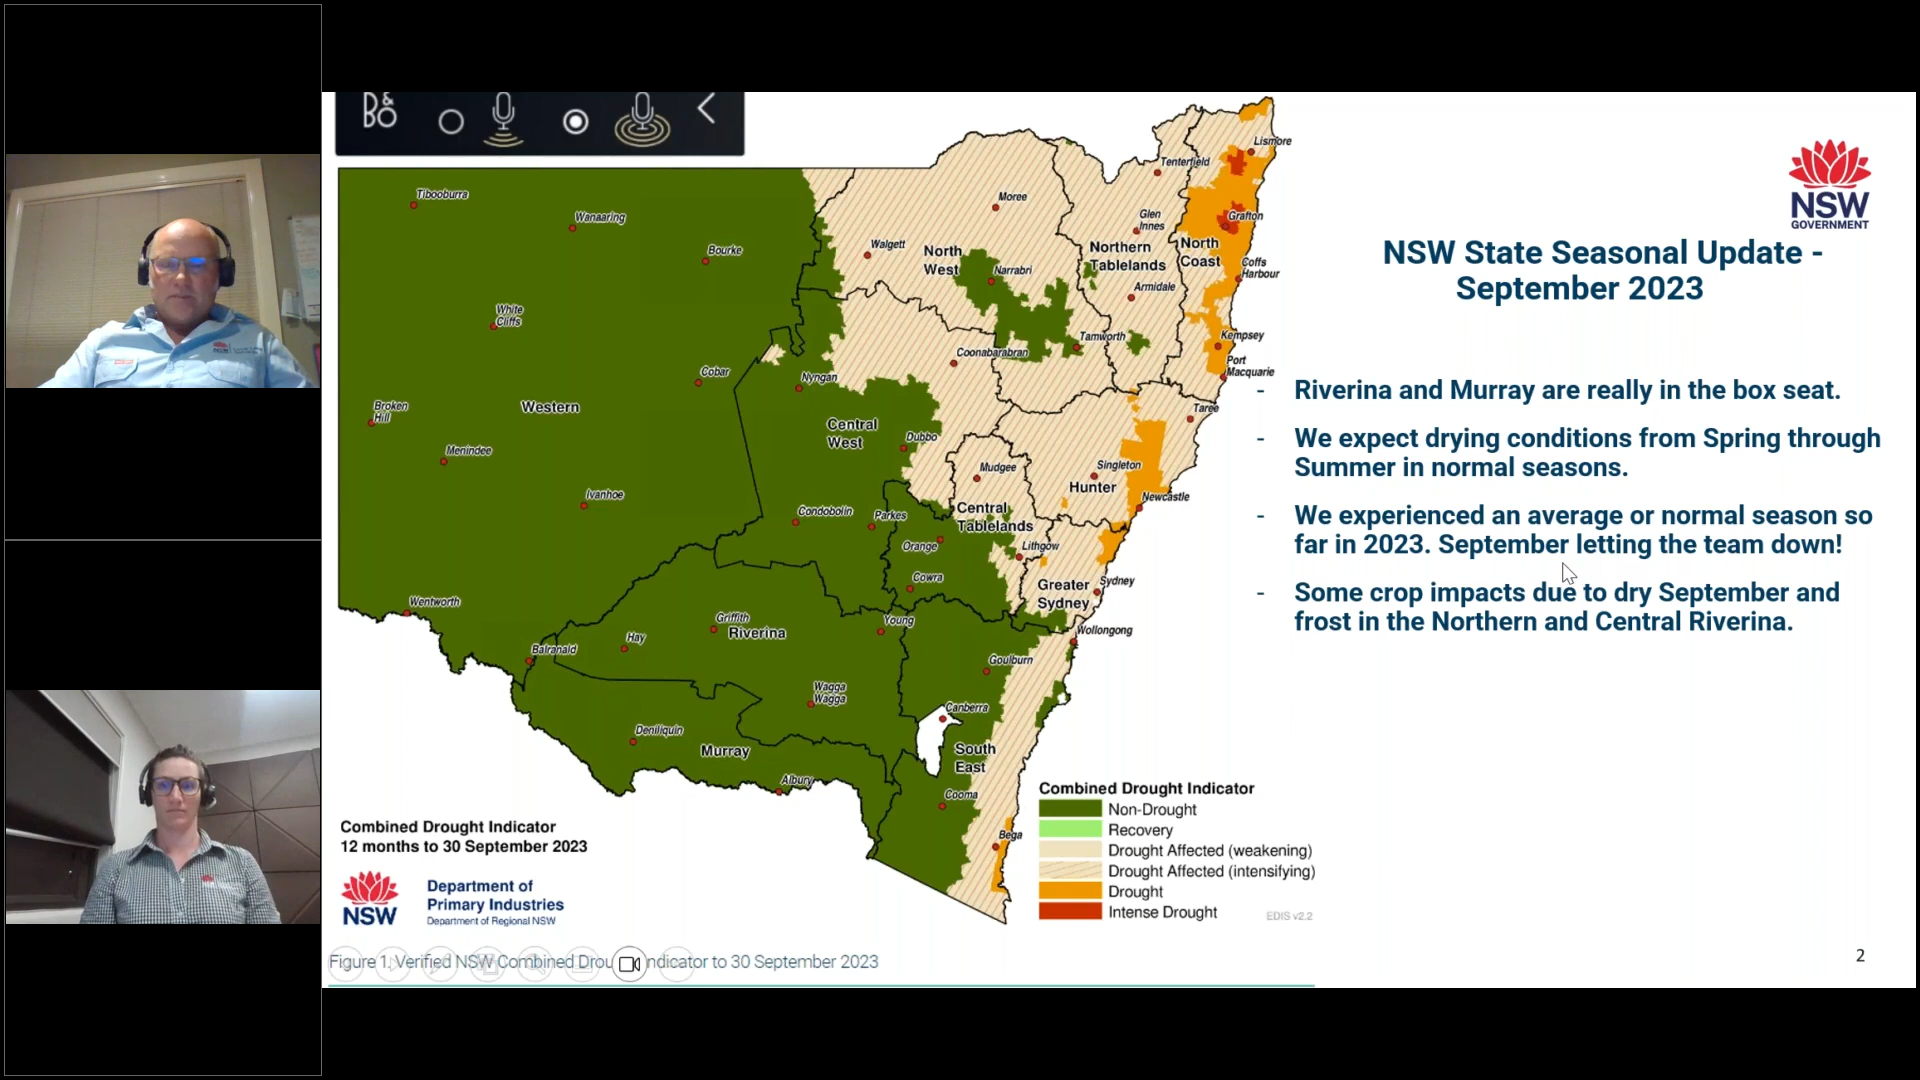 B&O
Lismore
Tenterfield
Tibooburra
Moree
Wanaaring
Glen
Innes
Grafton
Bourke
Walgett
North
West
Northern
Tablelands
North
Coast
Narrabri
Coffs
Harbour
Armidale
White
Cliffs
Tamworth
Kempsey
Coonabarabran
Port
Macquarie
Cobar
Nyngan
Broken
Hill
Western
Taree
Central
West
Dubbo
Menindee
Mudgee
Singleton
Hunter
Ivanhoe
Newcastle
Condobolin
Parkes
Central
Tablelands
Orange
Lithgow
Cowra
Greater
Sydney
Sydney
Wentworth
Griffith
Riverina
Young
Wollongong
Hay
Balranald
Goulburn
Wagga
Wagga
Canberra
Deniliquin
Murray
South
East
Albury
Cooma
Bega
Combined Drought Indicator
12 months to 30 September 2023
NSW
Department of
Primary Industries
Department of Regional NSW
Combined Drought Indicator
Non-Drought
Recovery
Drought Affected (weakening)
Drought Affected (intensifying)
Drought
Intense Drought
EDIS v2.2
Figure 1. Verified NSW Combined Drou ndicator to 30 September 2023
NSW
GOVERNMENT
NSW State Seasonal Update -
September 2023
- Riverina and Murray are really in the box seat.
- We expect drying conditions from Spring through
Summer in normal seasons.
- We experienced an average or normal season so
far in 2023. September letting the team down!
- Some crop impacts due to dry September and
frost in the Northern and Central Riverina.
2